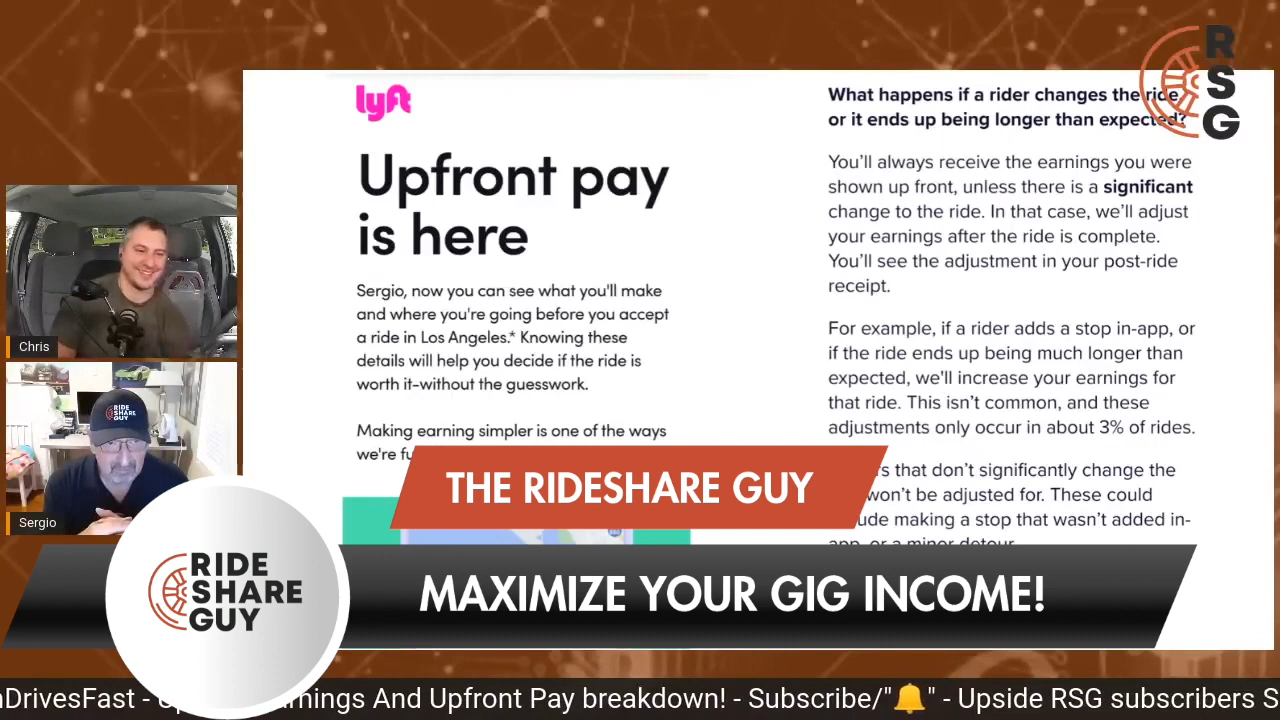 lyft
Upfront pay
is here
Sergio, now you can see what you'll make
and where you're going before you accept
a ride in Los Angeles.* Knowing these
details will help you decide if the ride is
worth it–without the guesswork.
Making earning simpler is one of the ways
we're
What happens if a rider changes the ride
or it ends up being longer than expected?
You'll always receive the earnings you were
shown up front, unless there is a significant
change to the ride. In that case, we'll adjust
your earnings after the ride is complete.
You'll see the adjustment in your post-ride
receipt.
For example, if a rider adds a stop in-app, or
if the ride ends up being much longer than
expected, we'll increase your earnings for
that ride. This isn't common, and these
adjustments only occur in about 3% of rides.
that don't significantly change the
won't be adjusted for. These could
making a stop that wasn't added in-
app, or a minor detour.
R
S
G
Chris
RIDE
SHARE
GUY
Sergio
THE RIDESHARE GUY
RIDE
SHARE
GUY
MAXIMIZE YOUR GIG INCOME!
DrivesFast - And Upfront Pay breakdown! - Subscribe/"🔔" - Upside RSG subscribers